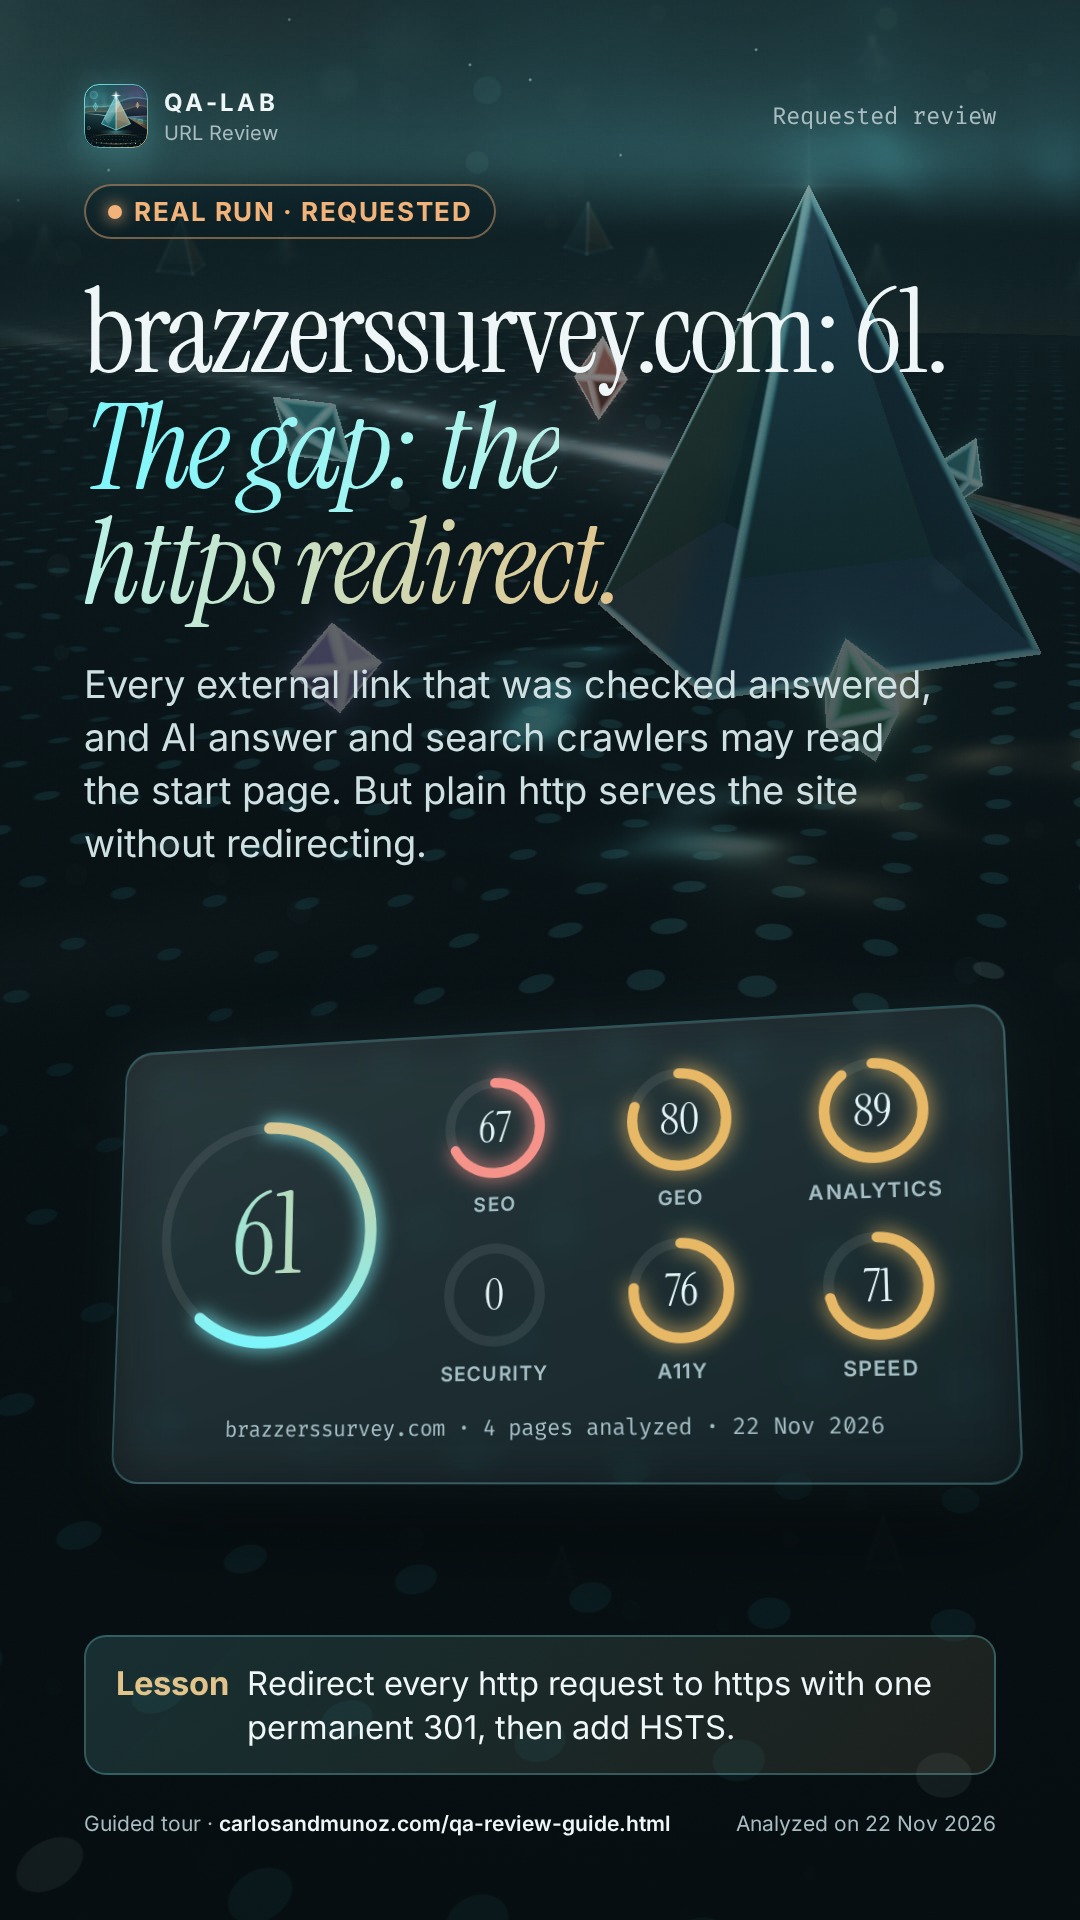 QA-LAB
URL Review
Requested review
REAL RUN · REQUESTED
brazzerssurvey.com: 61.
The gap: the
https redirect.
Every external link that was checked answered,
and AI answer and search crawlers may read
the start page. But plain http serves the site
without redirecting.
61
67
SEO
80
GEO
89
ANALYTICS
0
SECURITY
76
A11Y
71
SPEED
brazzerssurvey.com · 4 pages analyzed · 22 Nov 2026
Lesson Redirect every http request to https with one
permanent 301, then add HSTS.
Guided tour · carlosandmunoz.com/qa-review-guide.html
Analyzed on 22 Nov 2026